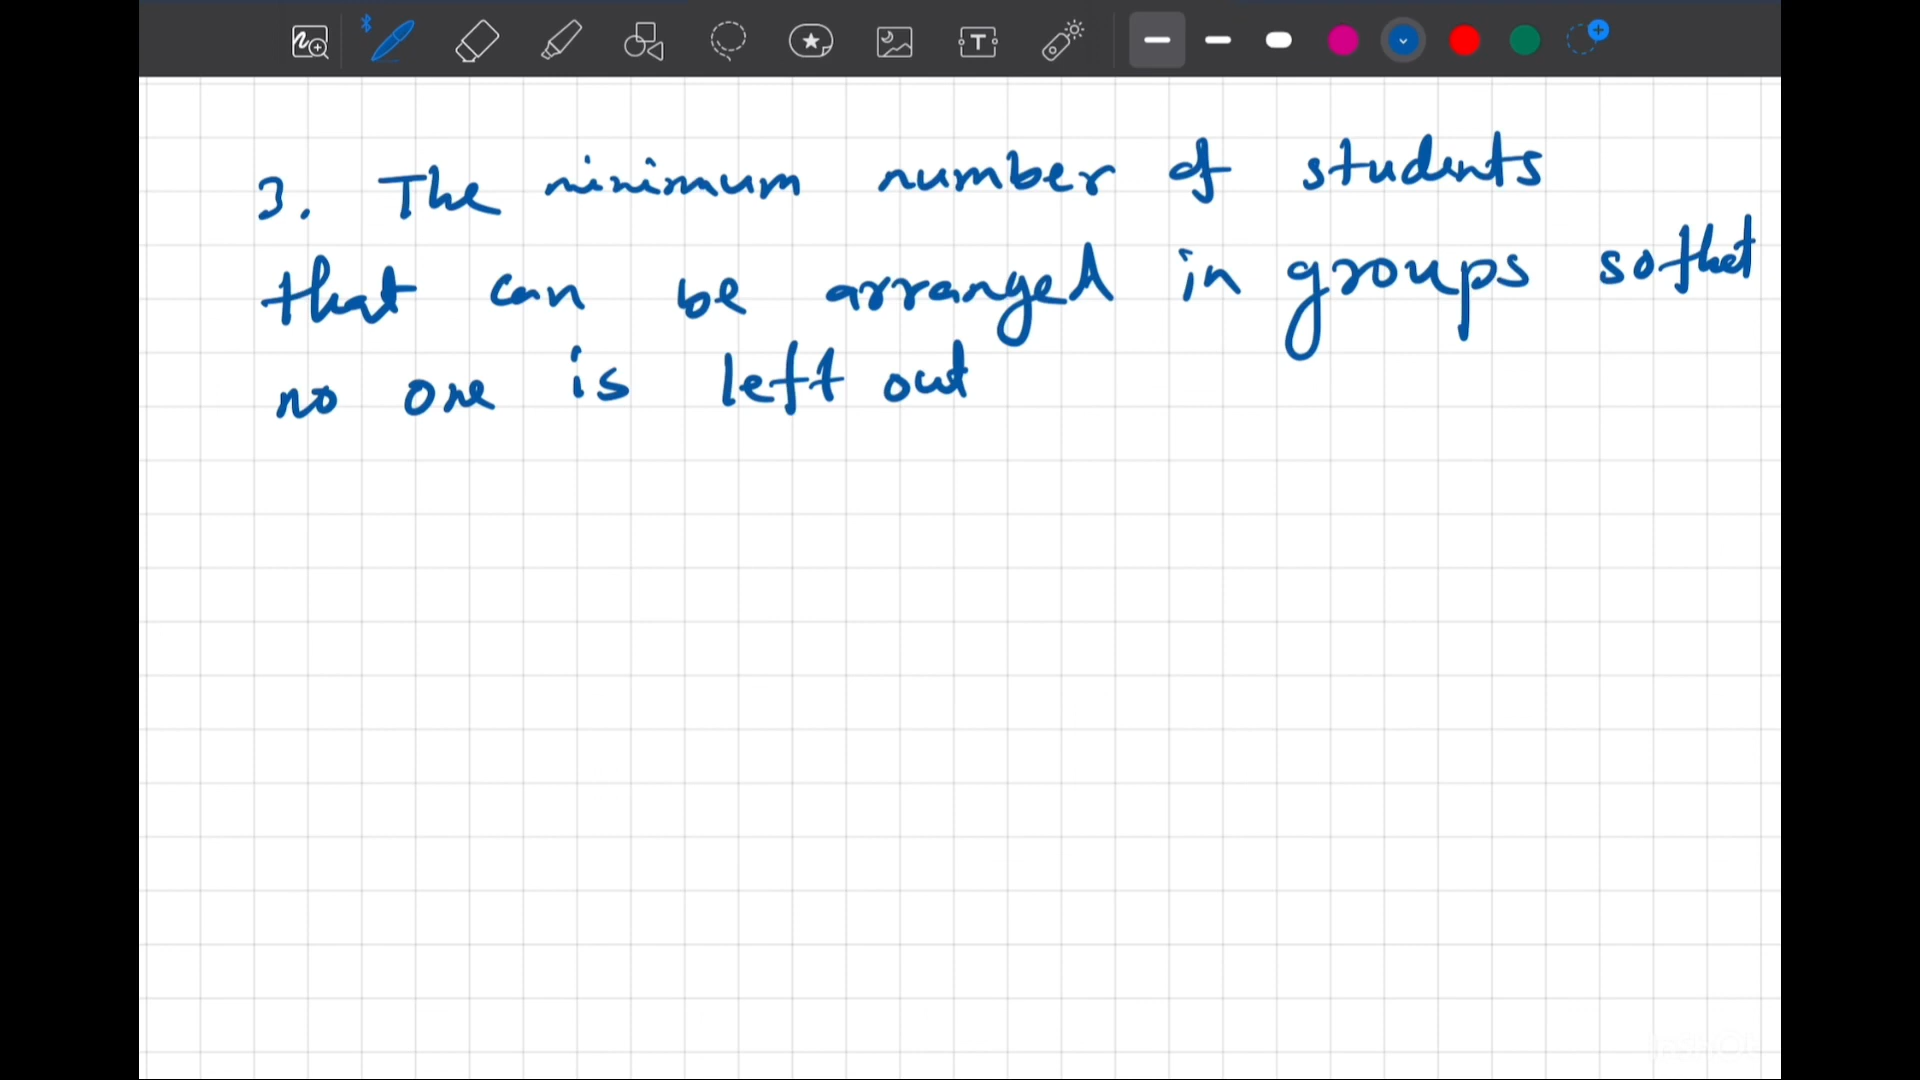 3. The minimum number of students
that can be arranged in groups so that
no one is left out